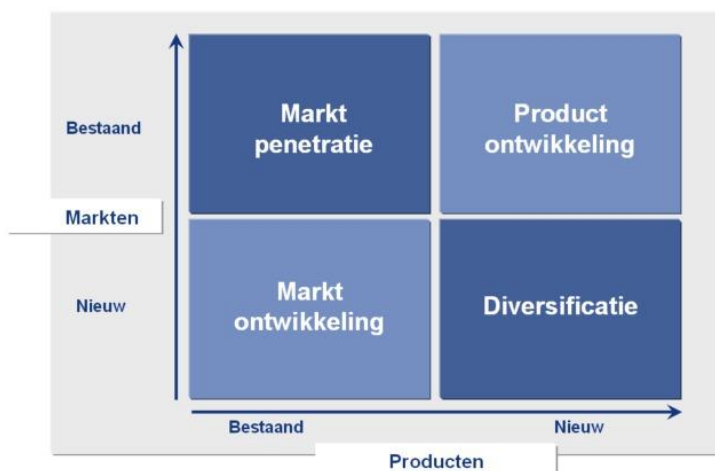 Markt
penetratie
Product
ontwikkeling
Bestaand
Markten
Nieuw
Markt
ontwikkeling
Diversificatie
Bestaand
Nieuw
Producten